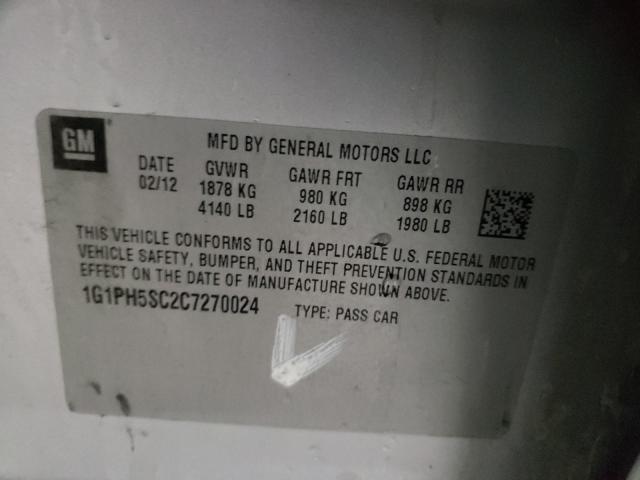 GM
MFD BY GENERAL MOTORS LLC
DATE GVWR GAWR FRT GAWR RR
02/12 1878 KG 980 KG 898 KG
4140 LB 2160 LB 1980 LB
THIS VEHICLE CONFORMS TO ALL APPLICABLE U.S. FEDERAL MOTOR
VEHICLE SAFETY, BUMPER, AND THEFT PREVENTION STANDARDS IN
EFFECT ON THE DATE OF MANUFACTURE SHOWN ABOVE.
1G1PH5SC2C7270024 TYPE: PASS CAR